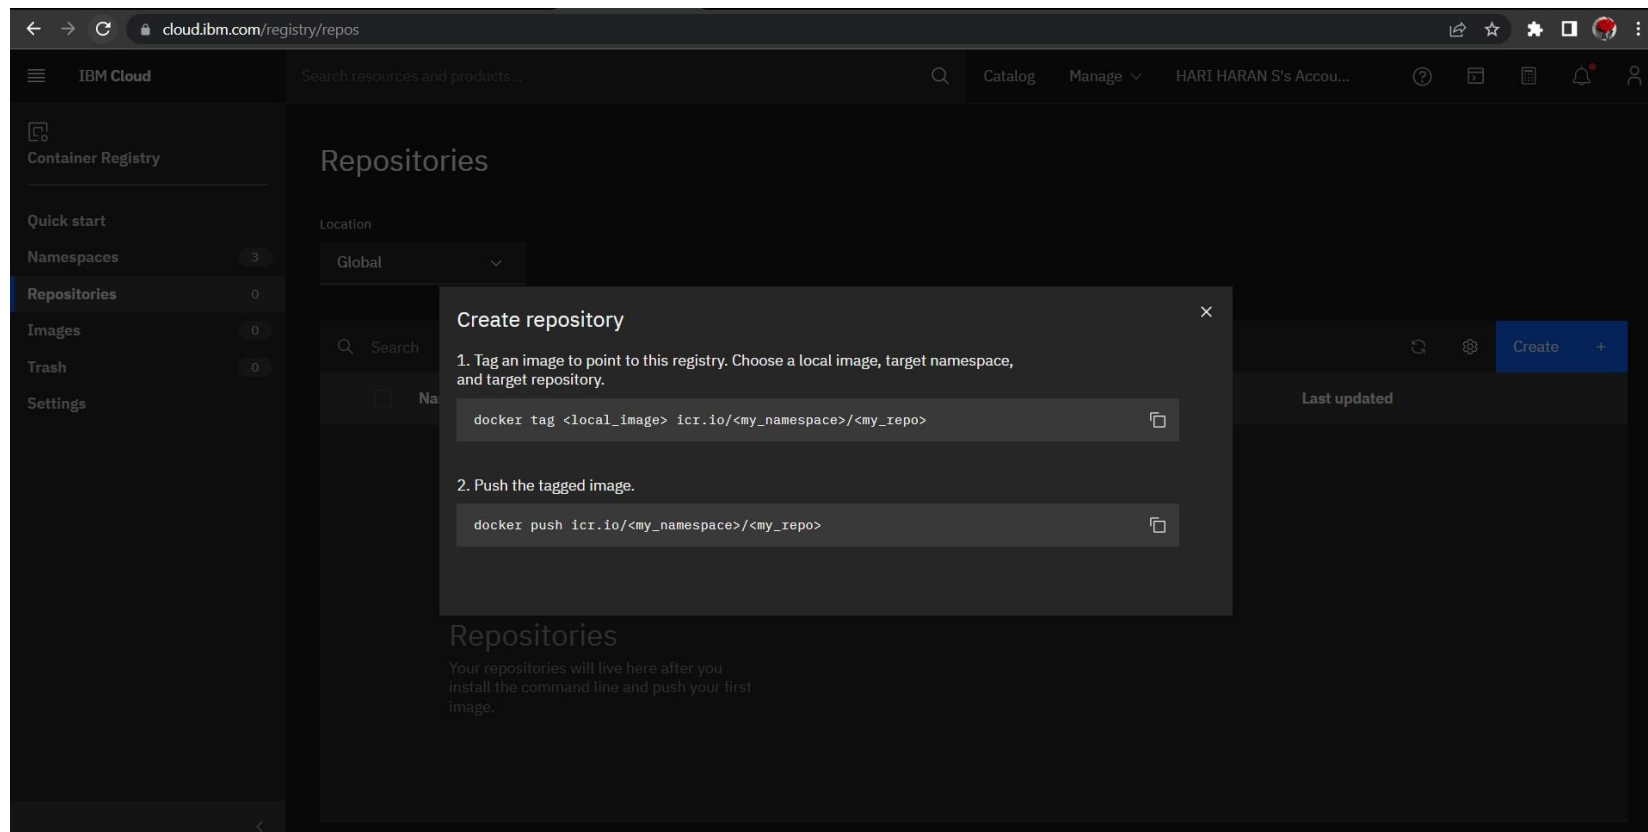 cloud.ibm.com/registry/repos
IBM Cloud
Search resources and products...
Catalog
Manage
HARI HARAN S's Accou...
Container Registry
Quick start
Namespaces 3
Repositories 0
Images 0
Trash 0
Settings
Repositories
Location
Global
Search
Create +
Na
Last updated
Create repository
1. Tag an image to point to this registry. Choose a local image, target namespace,
and target repository.
docker tag <local_image> icr.io/<my_namespace>/<my_repo>
2. Push the tagged image.
docker push icr.io/<my_namespace>/<my_repo>
Repositories
Your repositories will live here after you
install the command line and push your first
image.